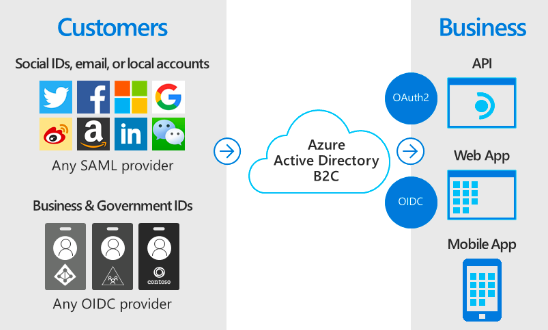 Customers
Social IDs, email, or local accounts
Any SAML provider
Business & Government IDs
contoso
Any OIDC provider
Azure
Active Directory
B2C
Business
OAuth2
API
Web App
OIDC
Mobile App